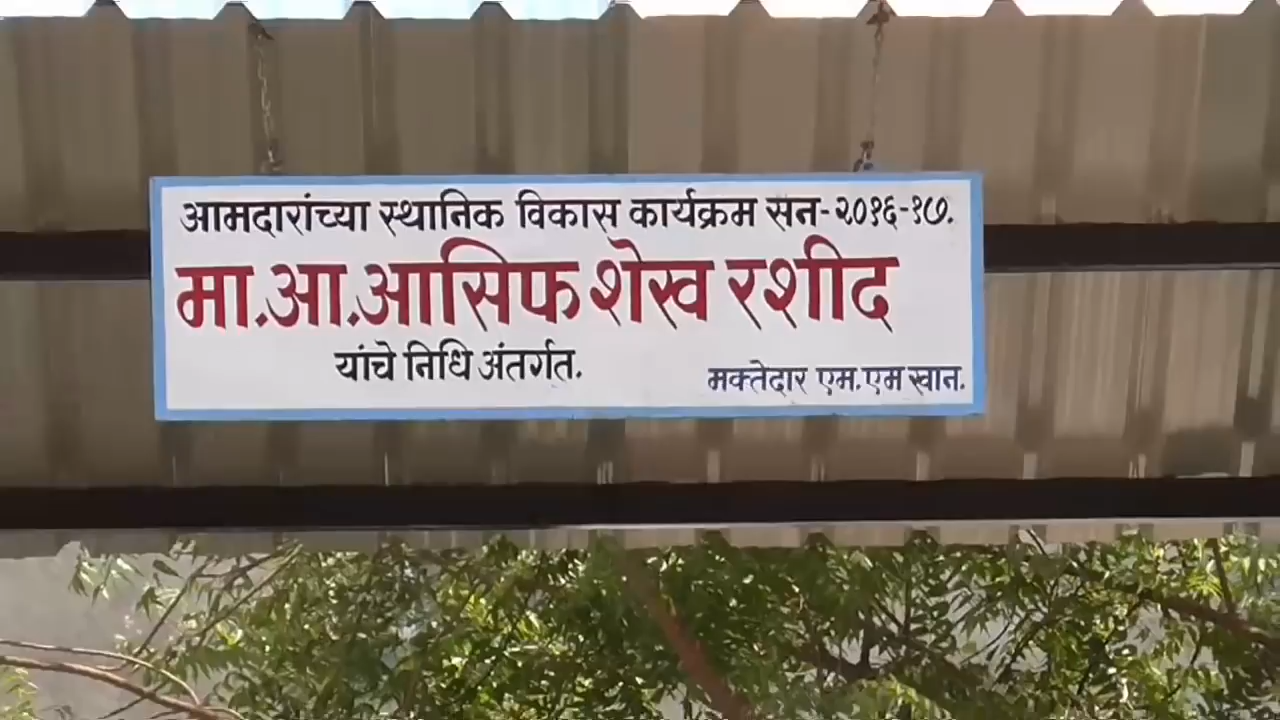 आमदारांच्या स्थानिक विकास कार्यक्रम सन-२०१६-१७.
मा.आ.आसिफ शेख रशीद
यांचे निधि अंतर्गत.
मक्तेदार एम.एम खान.